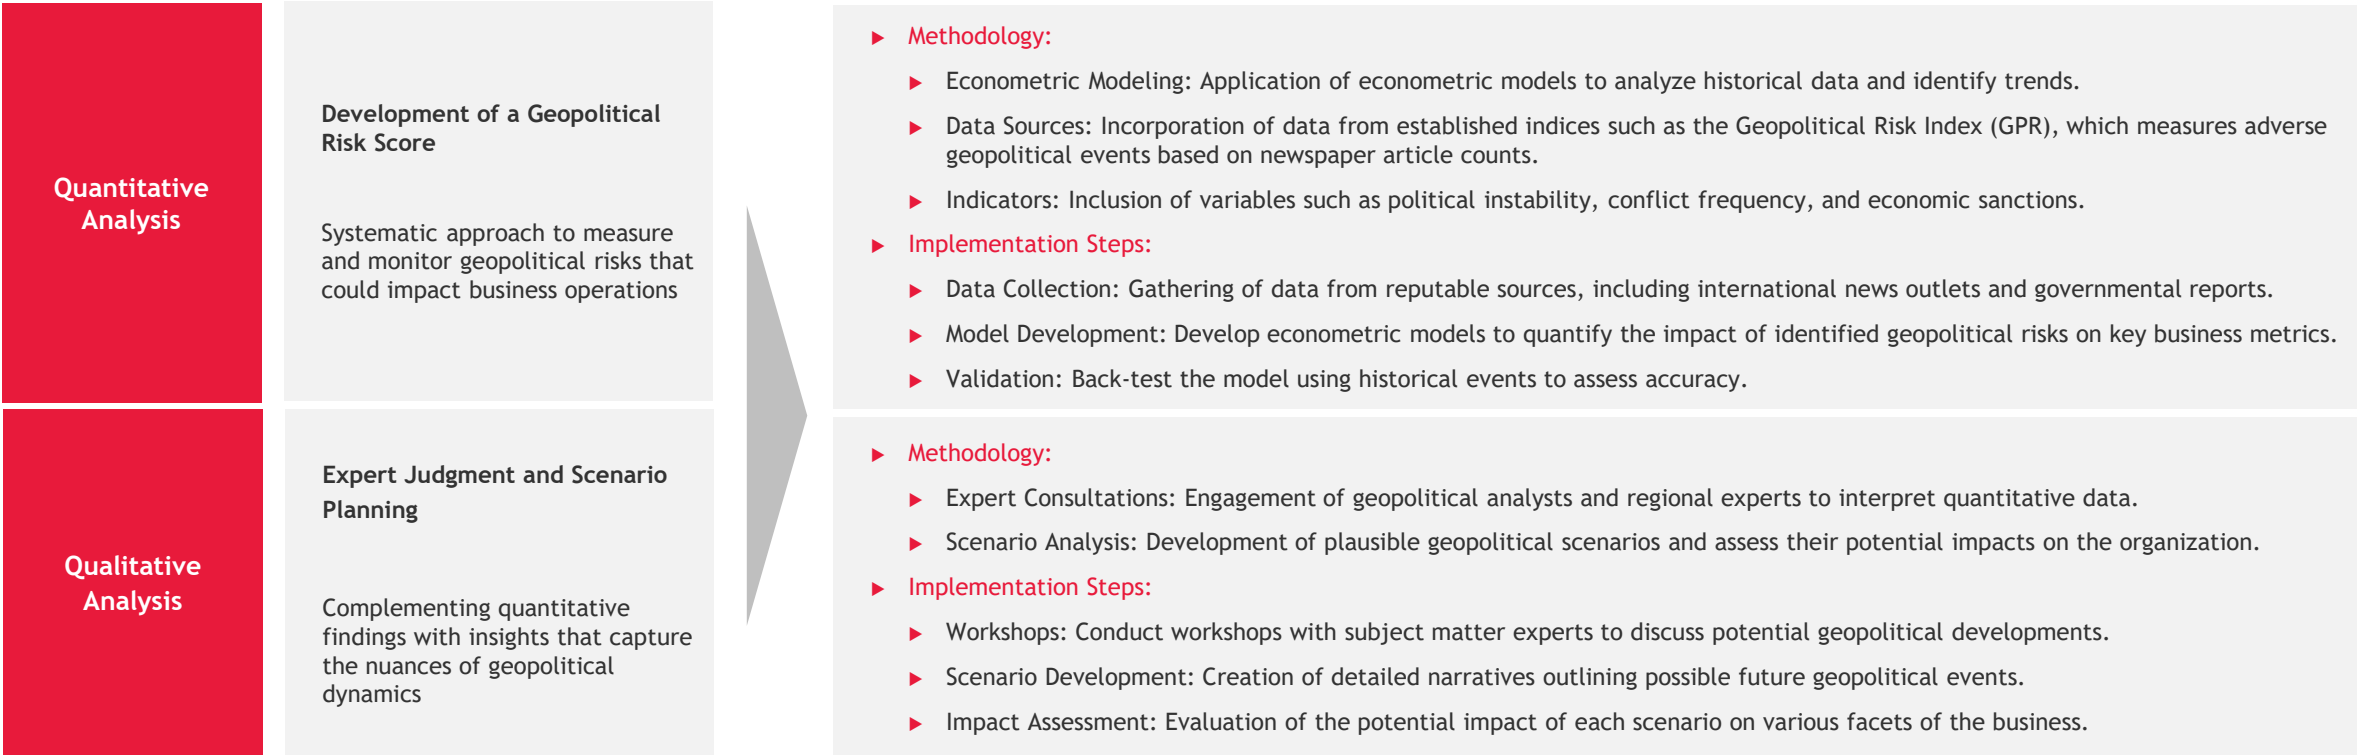 Quantitative
Analysis
Development of a Geopolitical
Risk Score
Systematic approach to measure
and monitor geopolitical risks that
could impact business operations
Methodology:
Econometric Modeling: Application of econometric models to analyze historical data and identify trends.
Data Sources: Incorporation of data from established indices such as the Geopolitical Risk Index (GPR), which measures adverse
geopolitical events based on newspaper article counts.
Indicators: Inclusion of variables such as political instability, conflict frequency, and economic sanctions.
Implementation Steps:
Data Collection: Gathering of data from reputable sources, including international news outlets and governmental reports.
Model Development: Develop econometric models to quantify the impact of identified geopolitical risks on key business metrics.
Validation: Back-test the model using historical events to assess accuracy.
Qualitative
Analysis
Expert Judgment and Scenario
Planning
Complementing quantitative
findings with insights that capture
the nuances of geopolitical
dynamics
Methodology:
Expert Consultations: Engagement of geopolitical analysts and regional experts to interpret quantitative data.
Scenario Analysis: Development of plausible geopolitical scenarios and assess their potential impacts on the organization.
Implementation Steps:
Workshops: Conduct workshops with subject matter experts to discuss potential geopolitical developments.
Scenario Development: Creation of detailed narratives outlining possible future geopolitical events.
Impact Assessment: Evaluation of the potential impact of each scenario on various facets of the business.